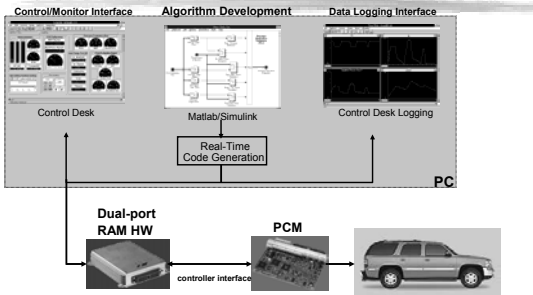 Control/Monitor Interface
Algorithm Development
Data Logging Interface
Control Desk
Matlab/Simulink
Control Desk Logging
Real-Time
Code Generation
PC
Dual-port
RAM HW
PCM
controller interface